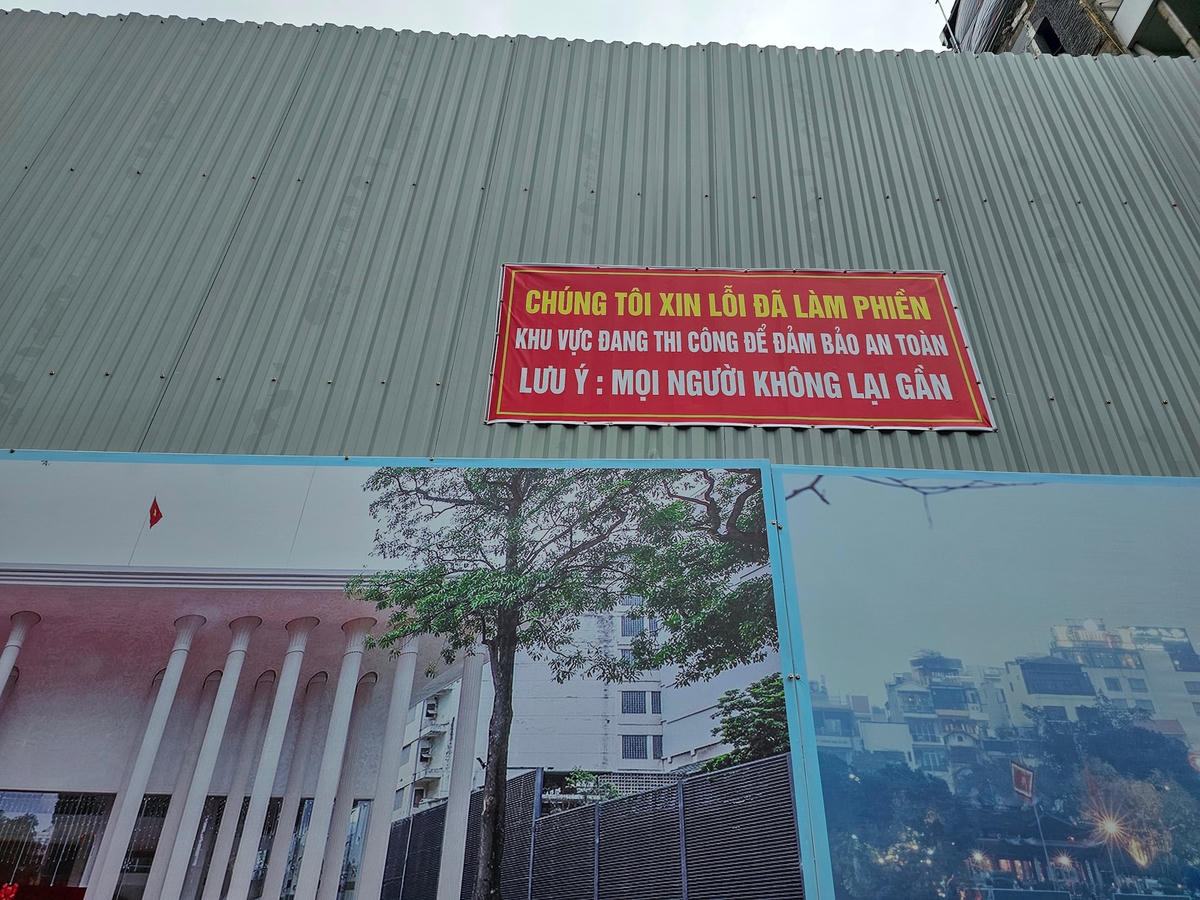 CHÚNG TÔI XIN LỖI ĐÃ LÀM PHIỀN
KHU VỰC ĐANG THI CÔNG ĐỂ ĐẢM BẢO AN TOÀN
LƯU Ý : MỌI NGƯỜI KHÔNG LẠI GẦN